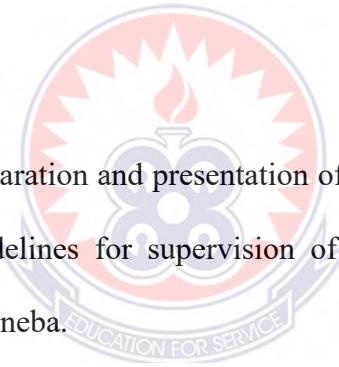 aration and presentation of
delines for supervision of
neba.
EDUCATION FOR SERVICE